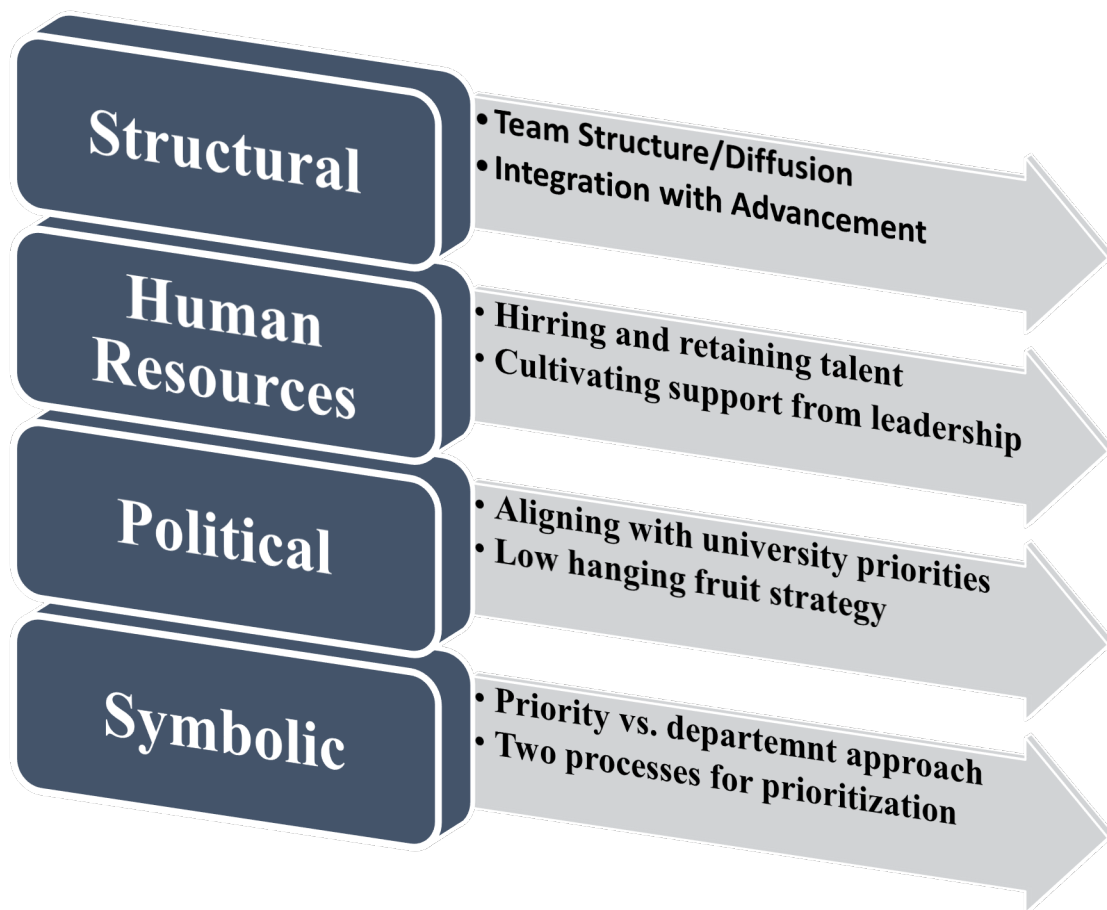 Structural
• Team Structure/Diffusion
• Integration with Advancement
Human
Resources
• Hirring and retaining talent
• Cultivating support from leadership
Political
• Aligning with university priorities
• Low hanging fruit strategy
Symbolic
• Priority vs. departemnt approach
• Two processes for prioritization